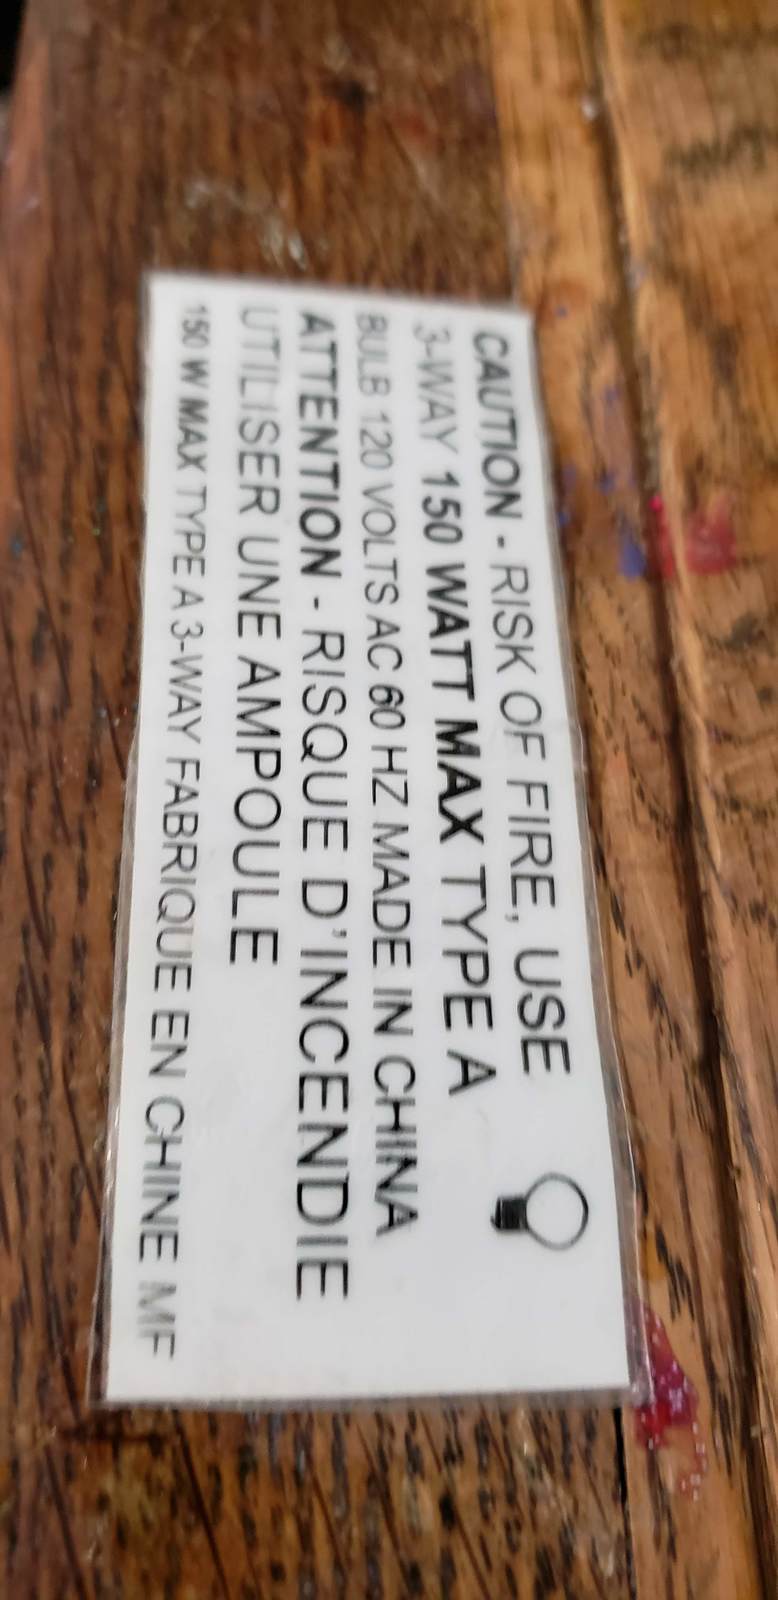 CAUTION - RISK OF FIRE, USE
3-WAY 150 WATT MAX TYPE A
BULB 120 VOLTS AC 60 HZ MADE IN CHINA
ATTENTION - RISQUE D'INCENDIE
UTILISER UNE AMPOULE
150 W MAX TYPE A 3-WAY FABRIQUE EN CHINE MF